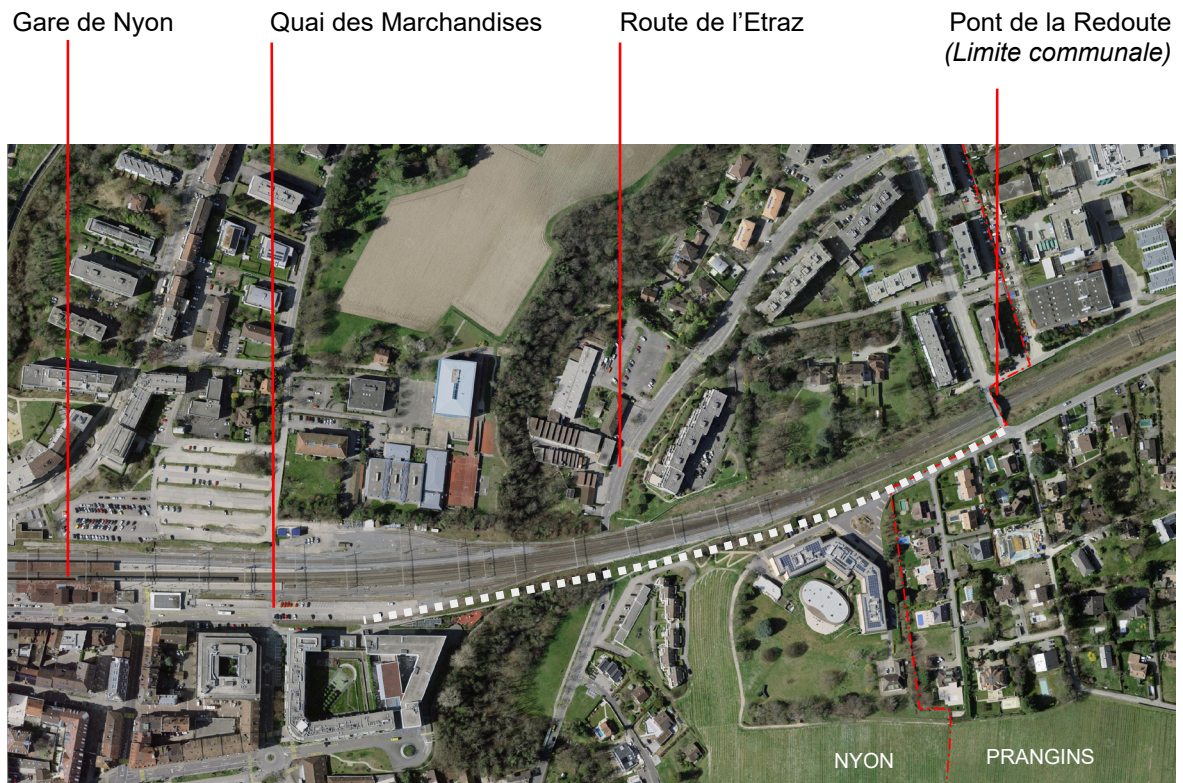 Gare de Nyon
Quai des Marchandises
Route de l'Etraz
Pont de la Redoute
(Limite communale)
NYON
PRANGINS